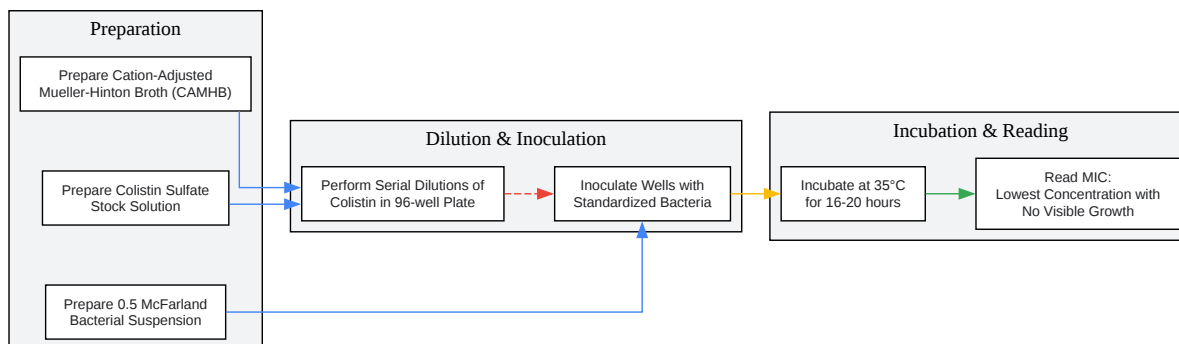 Preparation
Prepare Cation-Adjusted
Mueller-Hinton Broth (CAMHB)
Prepare Colistin Sulfate
Stock Solution
Prepare 0.5 McFarland
Bacterial Suspension
Dilution & Inoculation
Perform Serial Dilutions of
Colistin in 96-well Plate
Inoculate Wells with
Standardized Bacteria
Incubation & Reading
Incubate at 35°C
for 16-20 hours
Read MIC:
Lowest Concentration with
No Visible Growth